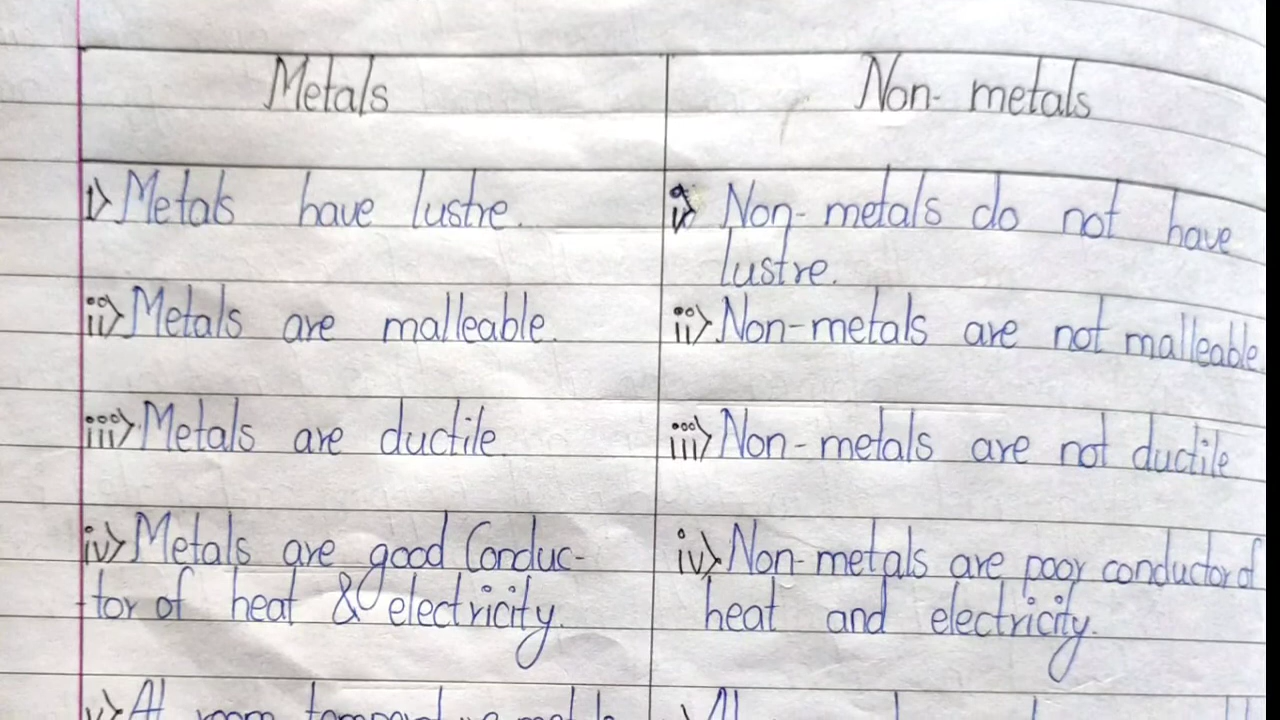 Metals
Non-metals
i> Metals have lustre.
i> Non-metals do not have
lustre.
ii> Metals are malleable.
ii> Non-metals are not malleable.
iii> Metals are ductile.
iii> Non-metals are not ductile
iv> Metals are good Conduc-
-tor of heat & electricity.
iv> Non-metals are poor conductor of
heat and electricity.
v> At room